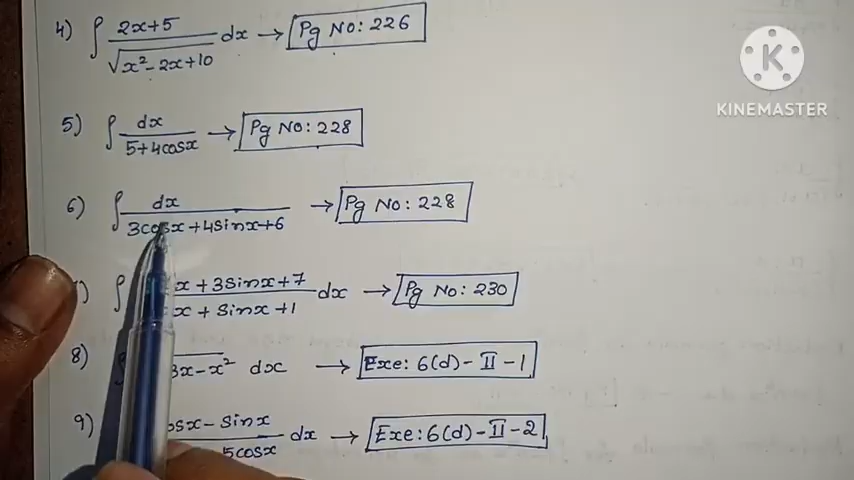 4) ∫ 2x+5 / √x²-2x+10 dx → Pg No: 226
KINEMASTER
5) ∫ dx / 5+4cosx → Pg No: 228
6) ∫ dx / 3cosx+4sinx+6 → Pg No: 228
) ∫ x+3sinx+7 / x+sinx+1 dx → Pg No: 230
8) 3x-x² dx → Exe: 6(d)-II-1
9) osx-sinx / 5cosx dx → Exe: 6(d)-II-2